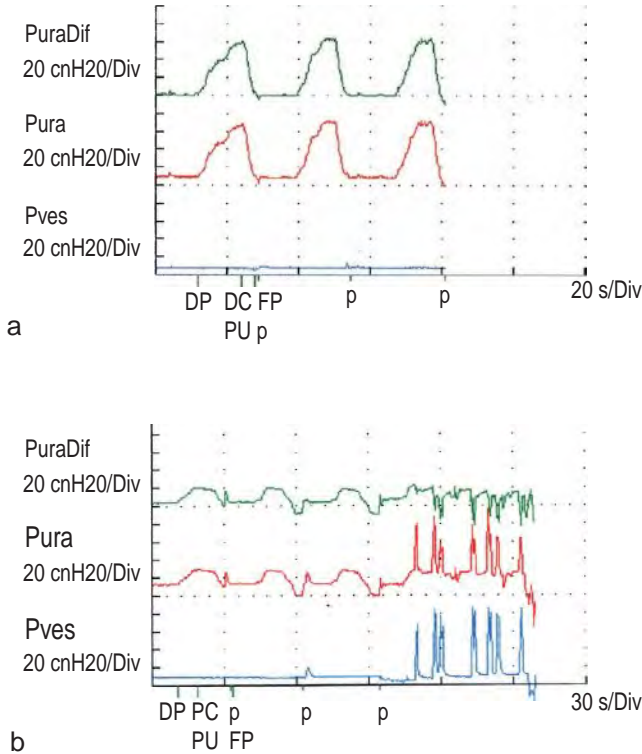 PuraDif
20 cnH20/Div
Pura
20 cnH20/Div
Pves
20 cnH20/Div
DP DC FP p p 20 s/Div
PU p
a
PuraDif
20 cnH20/Div
Pura
20 cnH20/Div
Pves
20 cnH20/Div
30 s/Div
DP PC p p p
PU FP
b